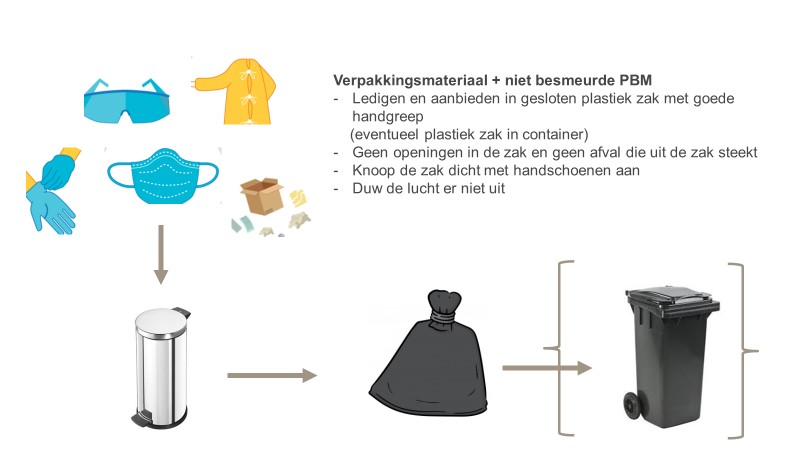 Verpakkingsmateriaal + niet besmeurde PBM
- Ledigen en aanbieden in gesloten plastiek zak met goede
handgreep
(eventueel plastiek zak in container)
- Geen openingen in de zak en geen afval die uit de zak steekt
- Knoop de zak dicht met handschoenen aan
- Duw de lucht er niet uit